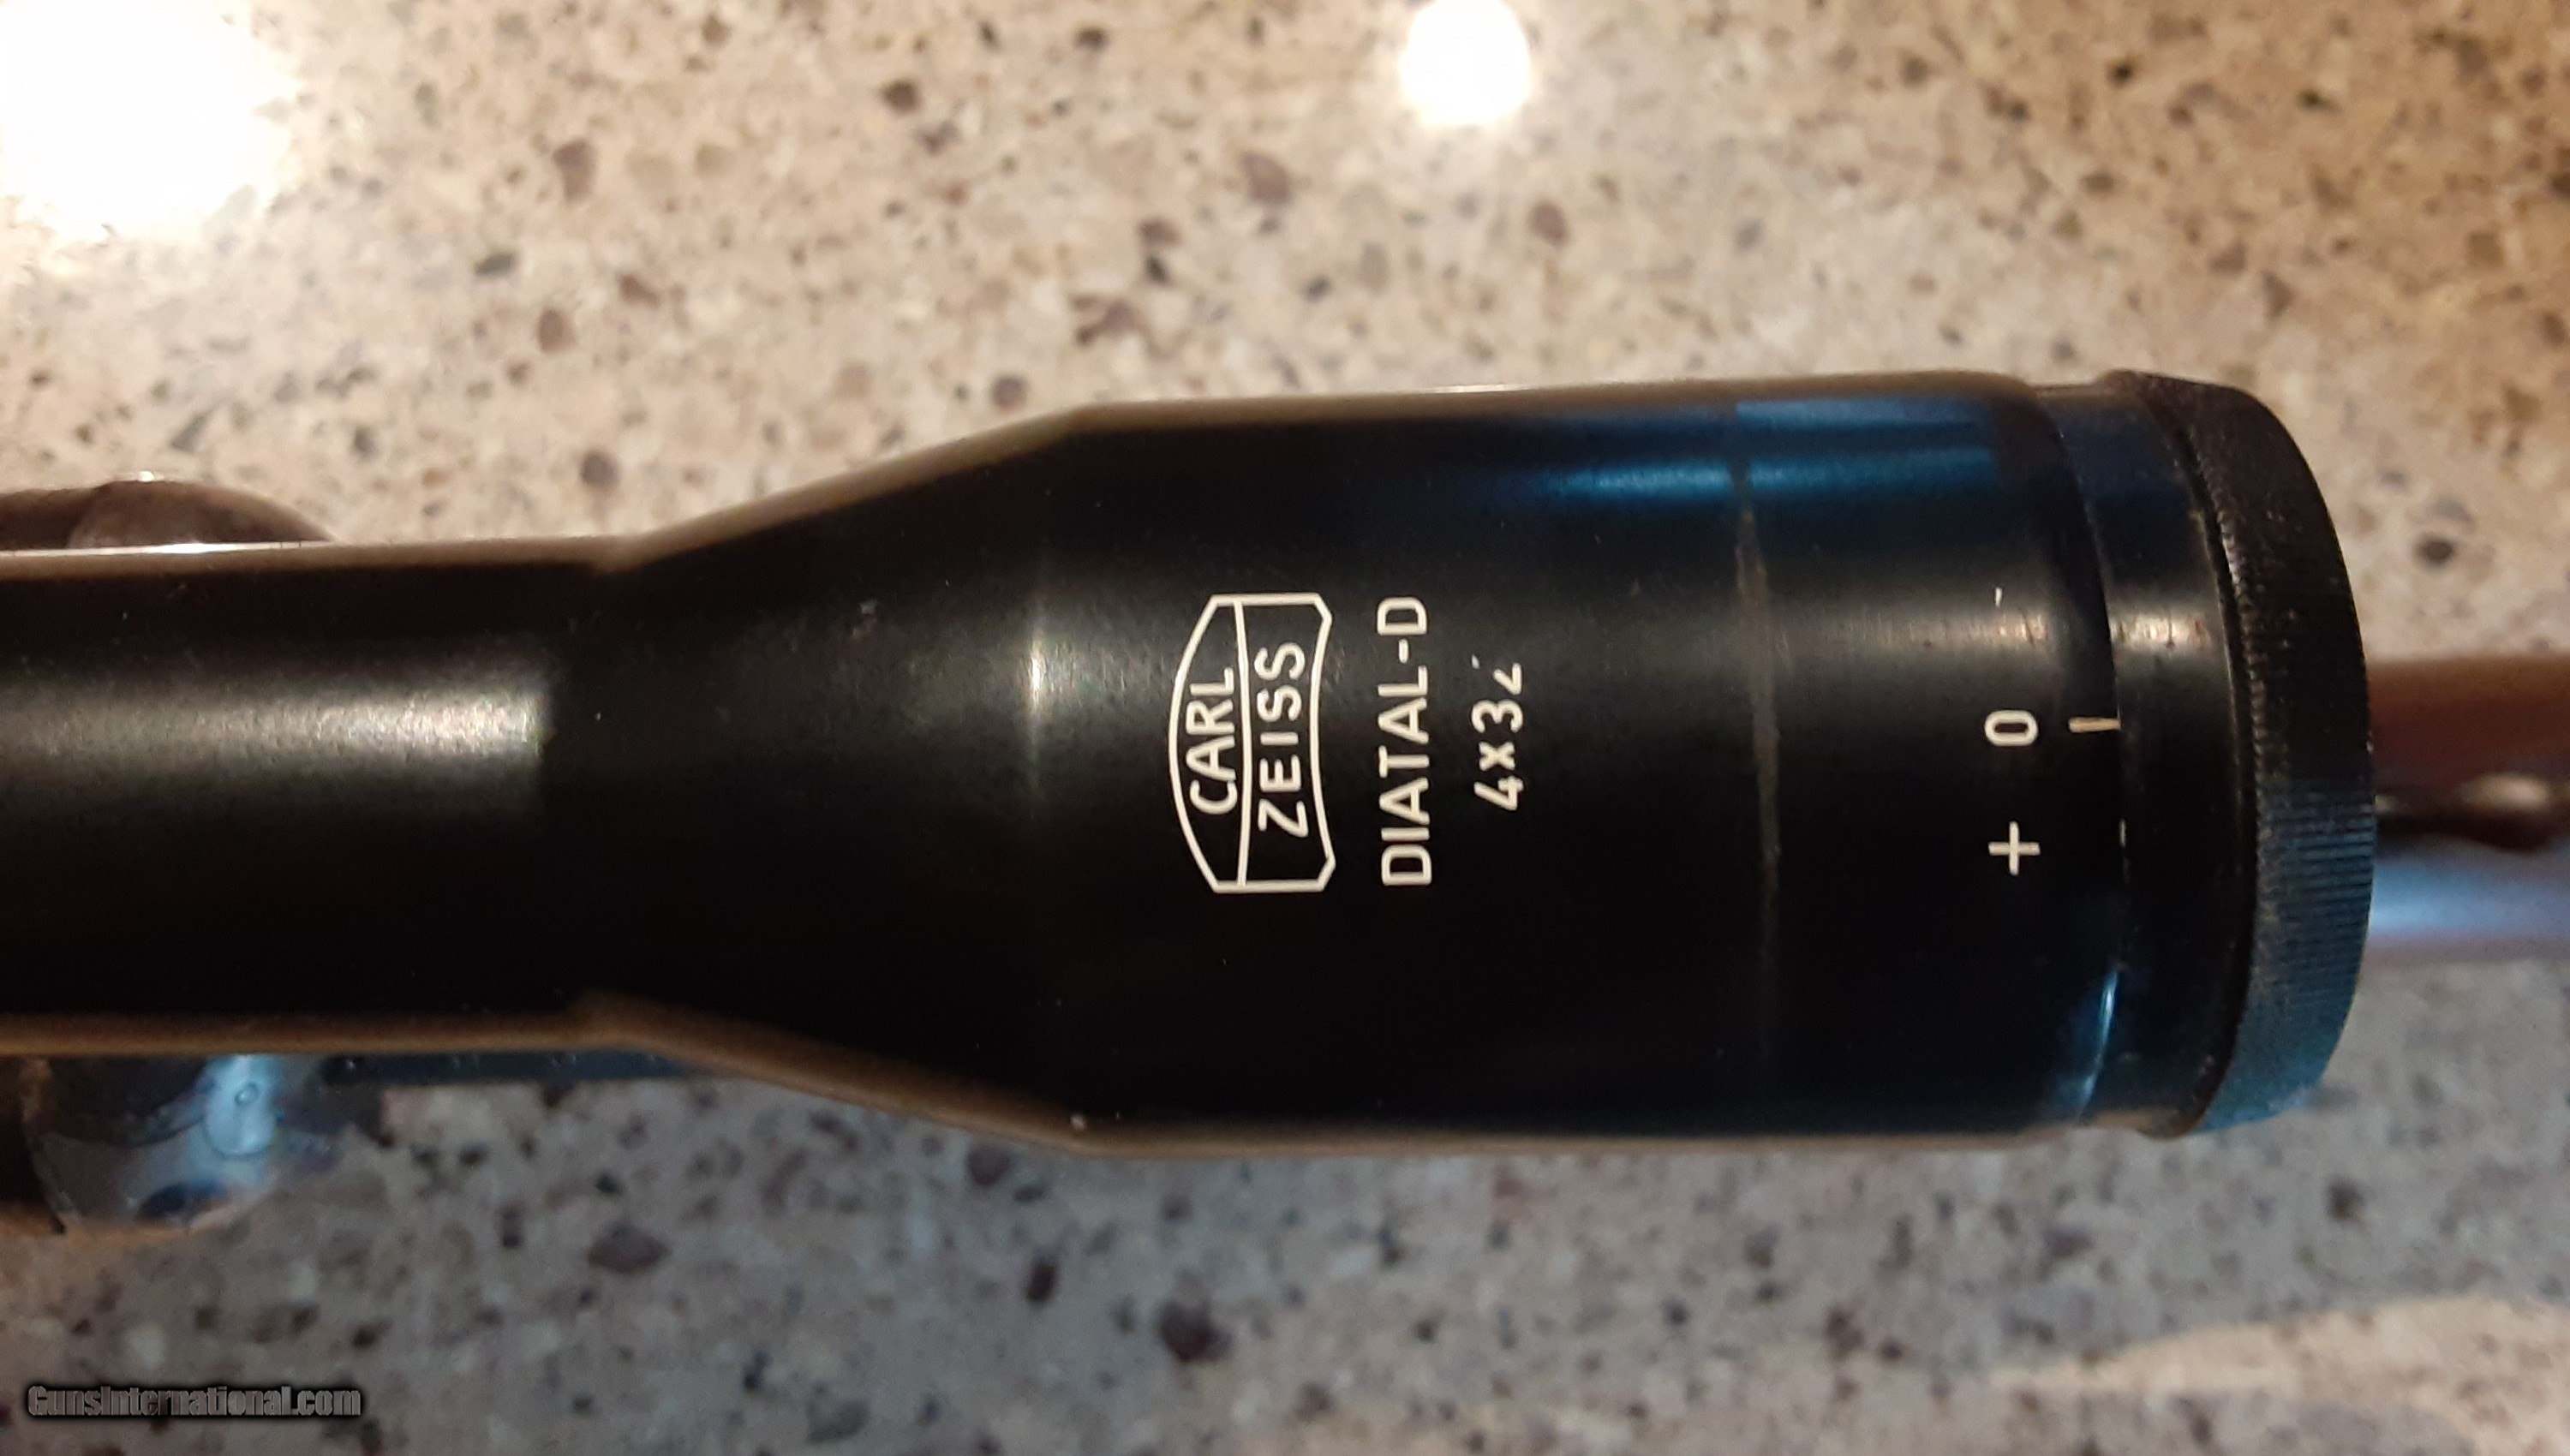 CARL
ZEISS
DIATAL-D
4x32
+ 0
GunsInternational.com